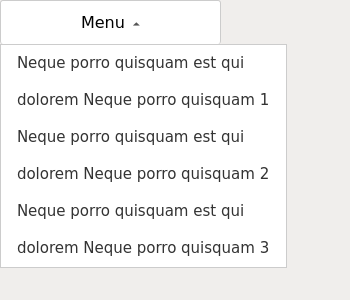 Menu
Neque porro quisquam est qui
dolorem Neque porro quisquam 1
Neque porro quisquam est qui
dolorem Neque porro quisquam 2
Neque porro quisquam est qui
dolorem Neque porro quisquam 3